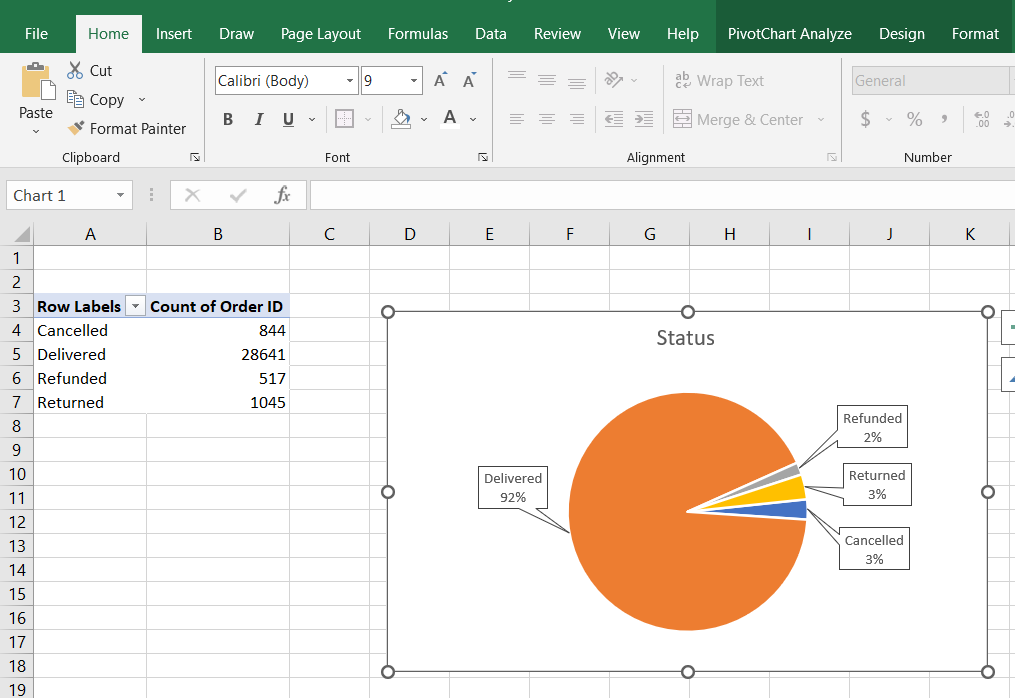 File Home Insert Draw Page Layout Formulas Data Review View Help PivotChart Analyze Design Format
Cut
Calibri (Body) 9 A A ab Wrap Text General
Copy
Paste
B I U A Merge & Center $ % ,
Format Painter
Clipboard Font Alignment Number
Chart 1 fx
A B C D E F G H I J K
1
2
3 Row Labels Count of Order ID
4 Cancelled 844
5 Delivered 28641
6 Refunded 517
7 Returned 1045
8
9
10
11
12
13
14
15
16
17
18
19
Status
Refunded
2%
Delivered
92%
Returned
3%
Cancelled
3%